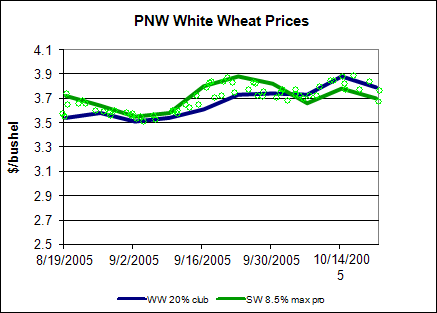 PNW White Wheat Prices
$/bushel
4.1
3.9
3.7
3.5
3.3
3.1
2.9
2.7
2.5
8/19/2005 9/2/2005 9/16/2005 9/30/2005 10/14/200
5
WW 20% club SW 8.5% max pro